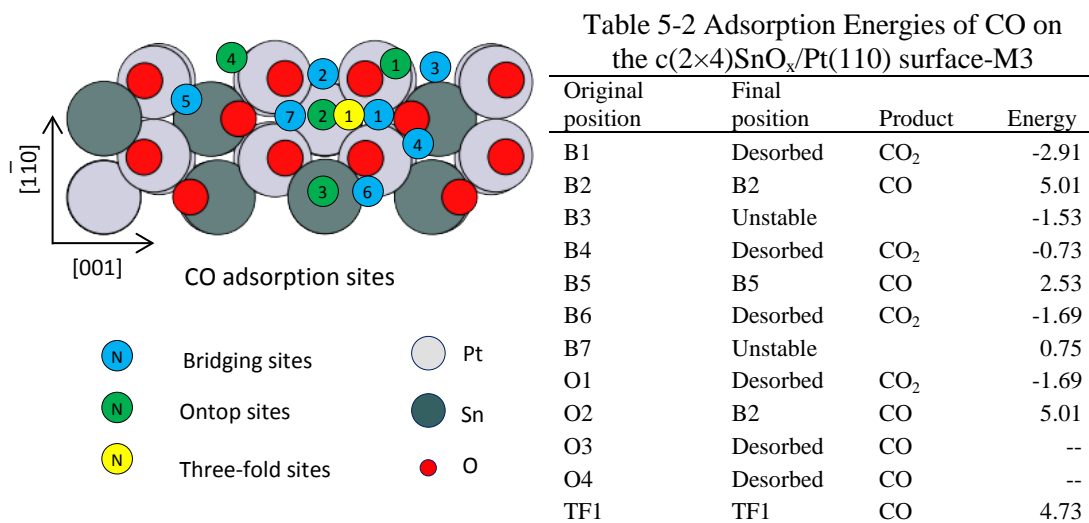 Table 5-2 Adsorption Energies of CO on
the c(2×4)SnOₓ/Pt(110) surface-M3
Original position Final position Product Energy
B1 Desorbed CO₂ -2.91
B2 B2 CO 5.01
B3 Unstable -1.53
B4 Desorbed CO₂ -0.73
B5 B5 CO 2.53
B6 Desorbed CO₂ -1.69
B7 Unstable 0.75
O1 Desorbed CO₂ -1.69
O2 B2 CO 5.01
O3 Desorbed CO --
O4 Desorbed CO --
TF1 TF1 CO 4.73
4
1
2
3
5
7
2
1
1
4
3
6
[11̄0]
[001]
CO adsorption sites
N Bridging sites Pt
N Ontop sites Sn
N Three-fold sites O